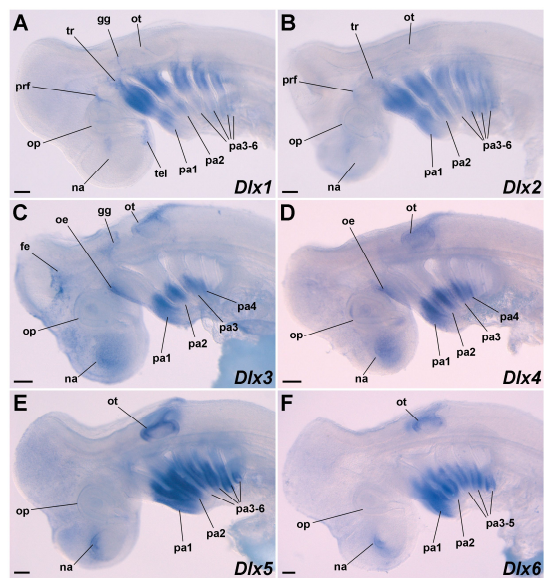 A
gg
ot
tr
prf
op
na
tel
pa1
pa2
pa3-6
Dlx1
B
ot
tr
prf
op
na
pa1
pa2
pa3-6
Dlx2
C
ot
gg
oe
fe
op
na
pa1
pa2
pa3
pa4
Dlx3
D
ot
oe
op
na
pa1
pa2
pa3
pa4
Dlx4
E
ot
op
na
pa1
pa2
pa3-6
Dlx5
F
ot
op
na
pa1
pa2
pa3-5
Dlx6